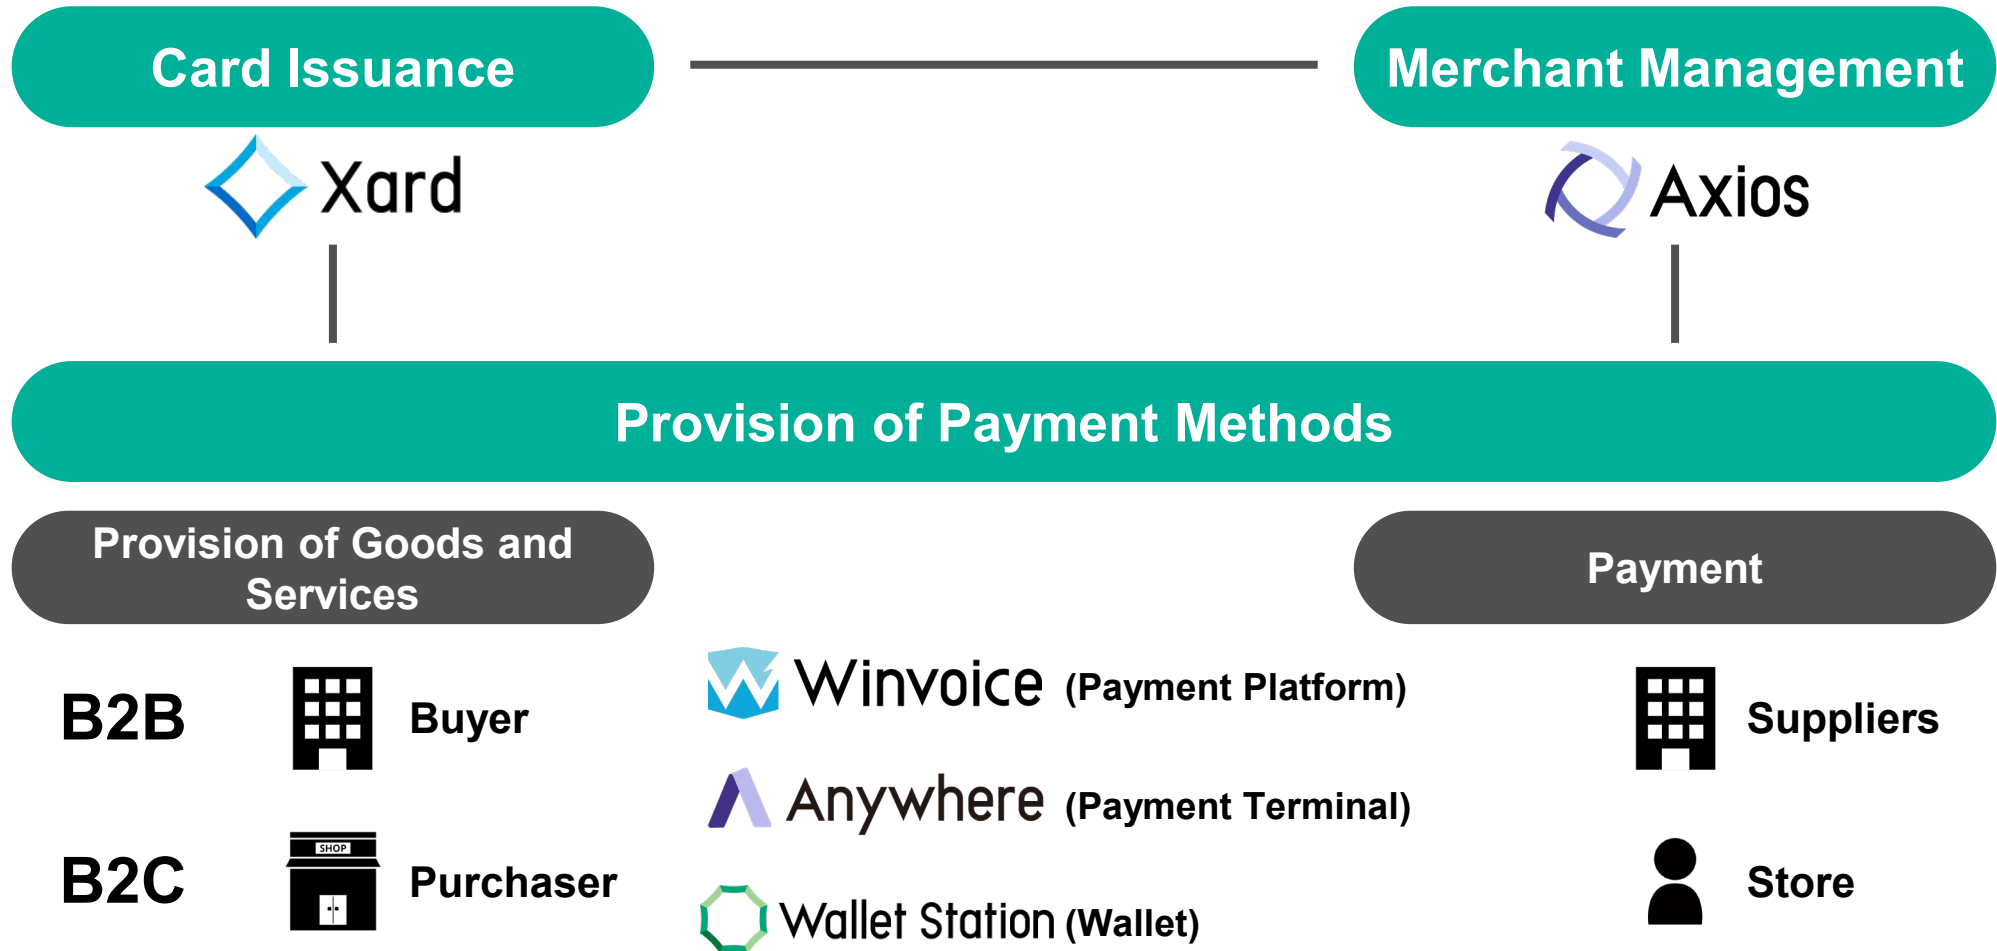 Card Issuance
Merchant Management
Xard
Axios
Provision of Payment Methods
Provision of Goods and
Services
Payment
B2B
Buyer
Winvoice (Payment Platform)
Suppliers
Anywhere (Payment Terminal)
B2C
SHOP
Purchaser
Store
Wallet Station (Wallet)